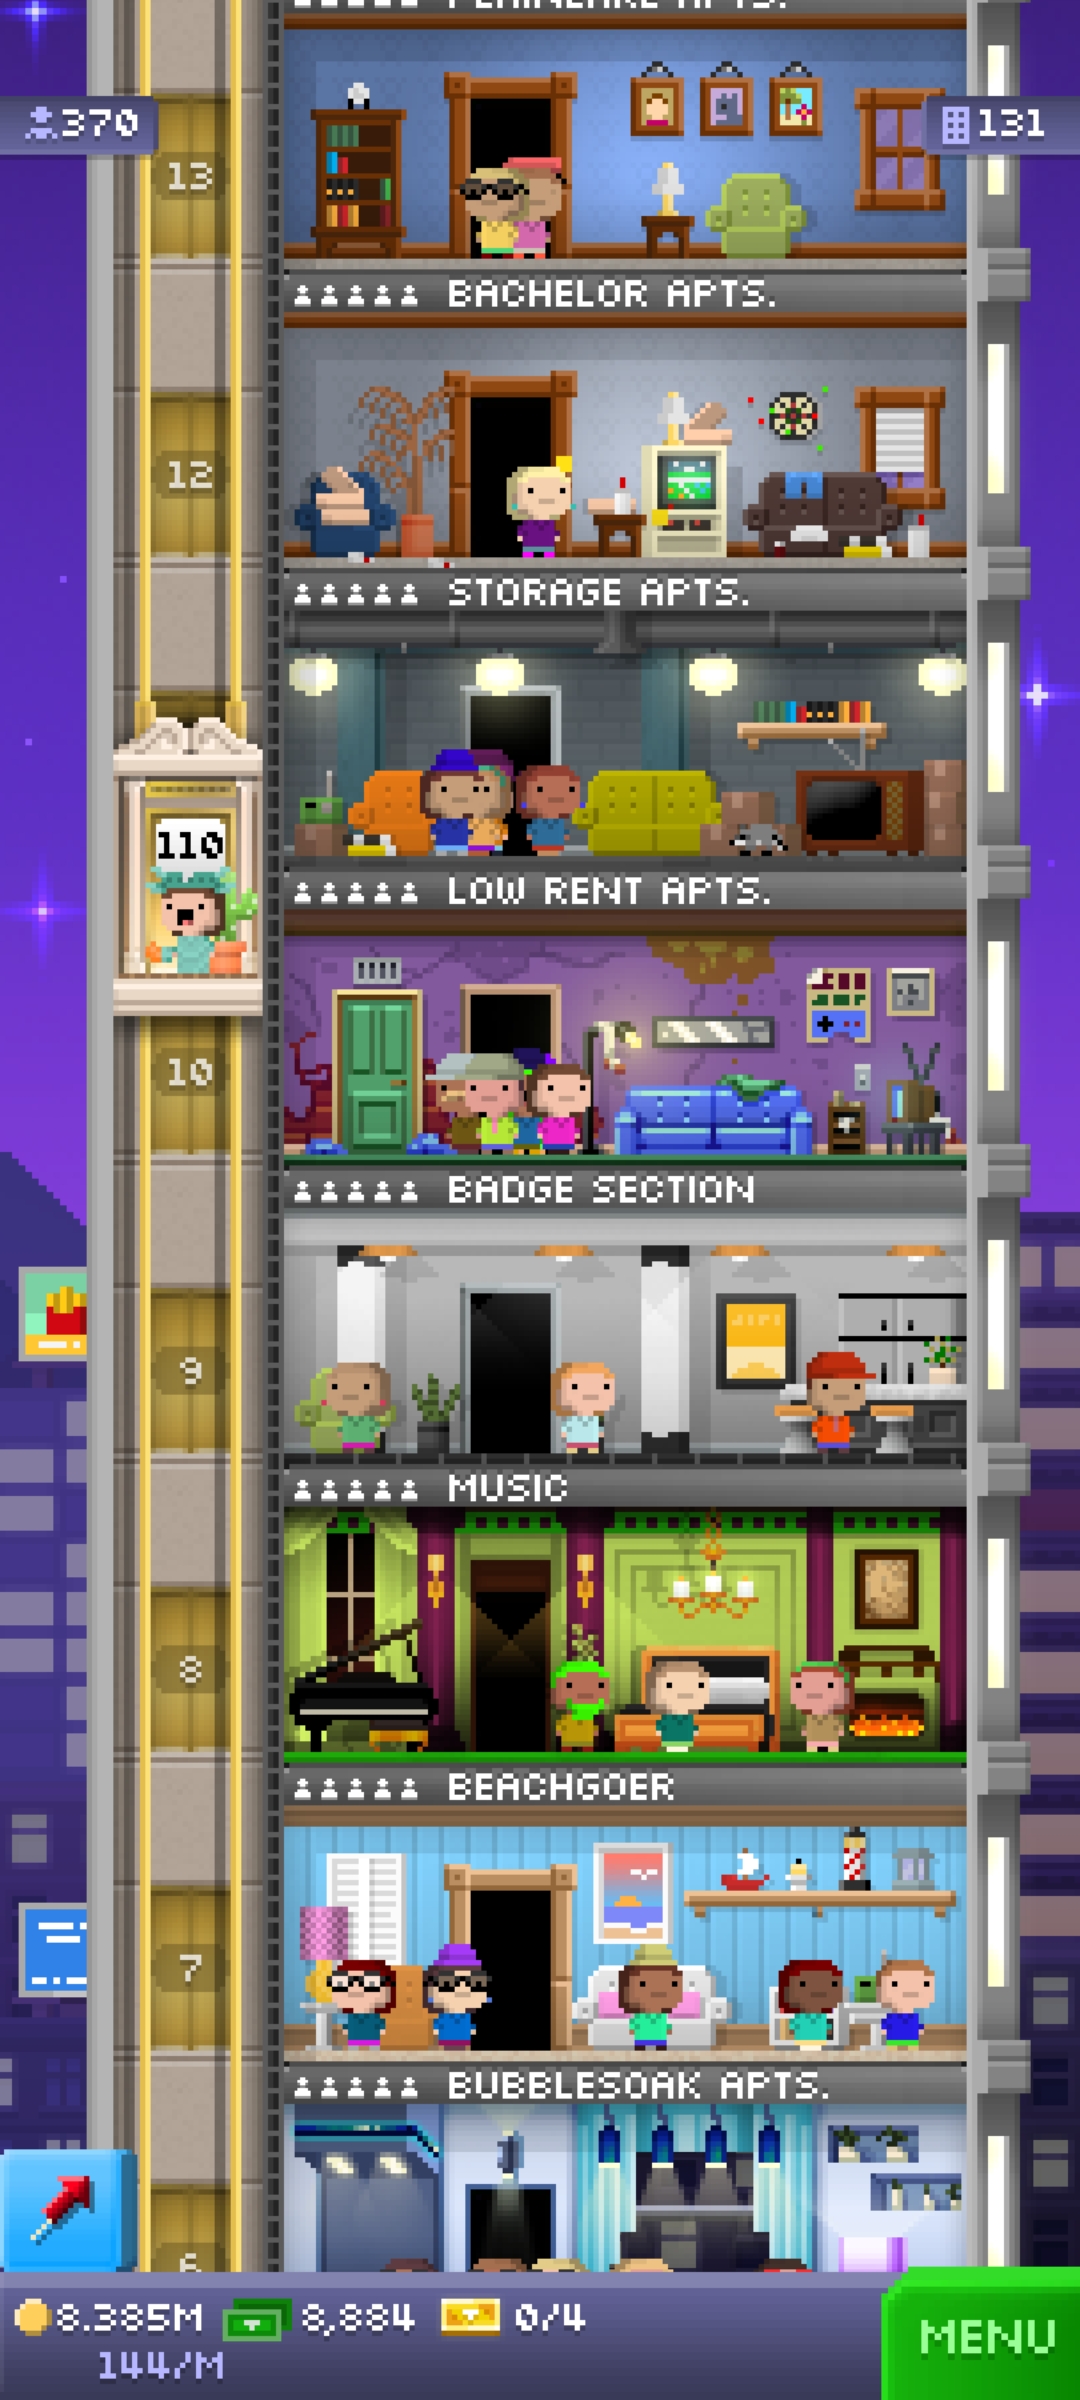 APTS.
370
131
13
BACHELOR APTS.
12
STORAGE APTS.
110
LOW RENT APTS.
10
BADGE SECTION
9
MUSIC
8
BEACHGOER
7
BUBBLESOAK APTS.
6
8.385M 8,884 0/4
144/M
MENU